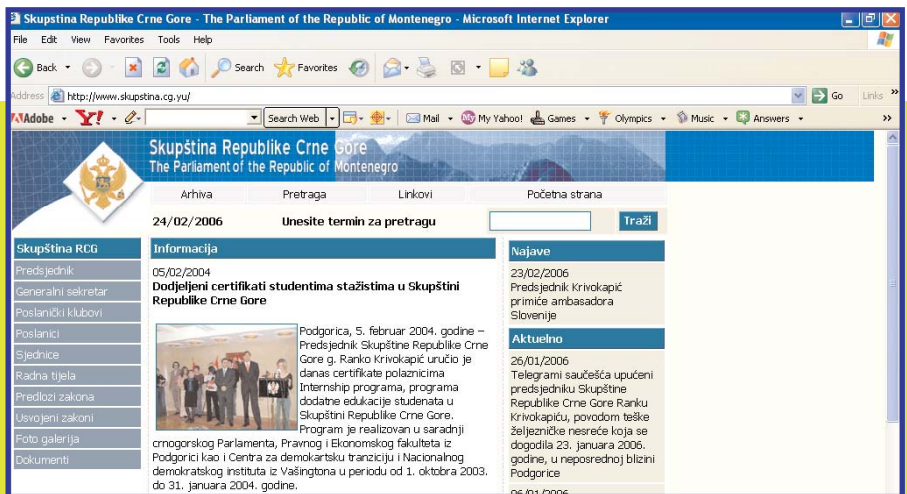 Skupstina Republike Crne Gore - The Parliament of the Republic of Montenegro - Microsoft Internet Explorer
File Edit View Favorites Tools Help
Back Search Favorites
Address http://www.skupstina.cg.yu/ Go Links »
Adobe Y! Search Web Mail My Yahoo! Games Olympics Music Answers »
Skupština Republike Crne Gore
The Parliament of the Republic of Montenegro
Arhiva Pretraga Linkovi Početna strana
24/02/2006 Unesite termin za pretragu Traži
Skupština RCG
Predsjednik
Generalni sekretar
Poslanički klubovi
Poslanici
Sjednice
Radna tijela
Predlozi zakona
Usvojeni zakoni
Foto galerija
Dokumenti
Informacija
05/02/2004
Dodjeljeni certifikati studentima stažistima u Skupštini
Republike Crne Gore
Podgorica, 5. februar 2004. godine –
Predsjednik Skupštine Republike Crne
Gore g. Ranko Krivokapić uručio je
danas certifikate polaznicima
Internship programa, programa
dodatne edukacije studenata u
Skupštini Republike Crne Gore.
Program je realizovan u saradnji
crnogorskog Parlamenta, Pravnog i Ekonomskog fakulteta iz
Podgorici kao i Centra za demokartsku tranziciju i Nacionalnog
demokratskog instituta iz Vašingtona u periodu od 1. oktobra 2003.
do 31. januara 2004. godine.
Najave
23/02/2006
Predsjednik Krivokapić
primiće ambasadora
Slovenije
Aktuelno
26/01/2006
Telegrami saučešća upućeni
predsjedniku Skupštine
Republike Crne Gore Ranku
Krivokapiću, povodom teške
željezničke nesreće koja se
dogodila 23. januara 2006.
godine, u neposrednoj blizini
Podgorice
06/01/2006